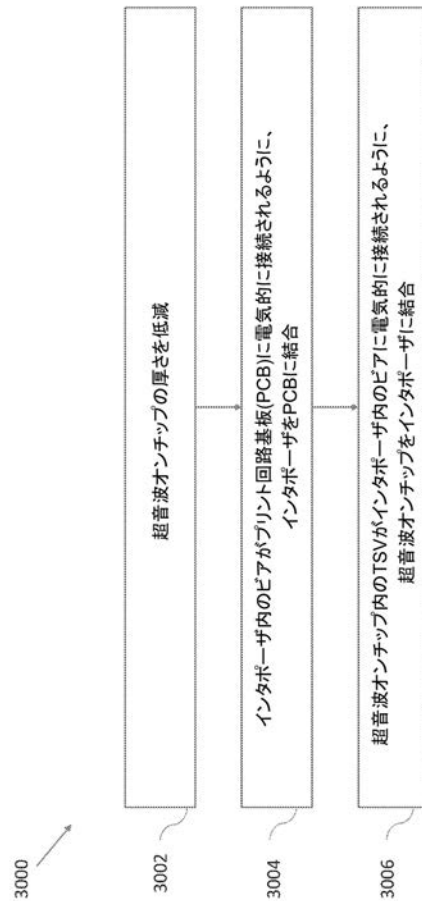 3000
3002
超音波オンチップの厚さを低減
3004
インタポーザ内のビアがプリント回路基板(PCB)に電気的に接続されるように、
インタポーザをPCBに結合
3006
超音波オンチップ内のTSVがインタポーザ内のビアに電気的に接続されるように、
超音波オンチップをインタポーザに結合